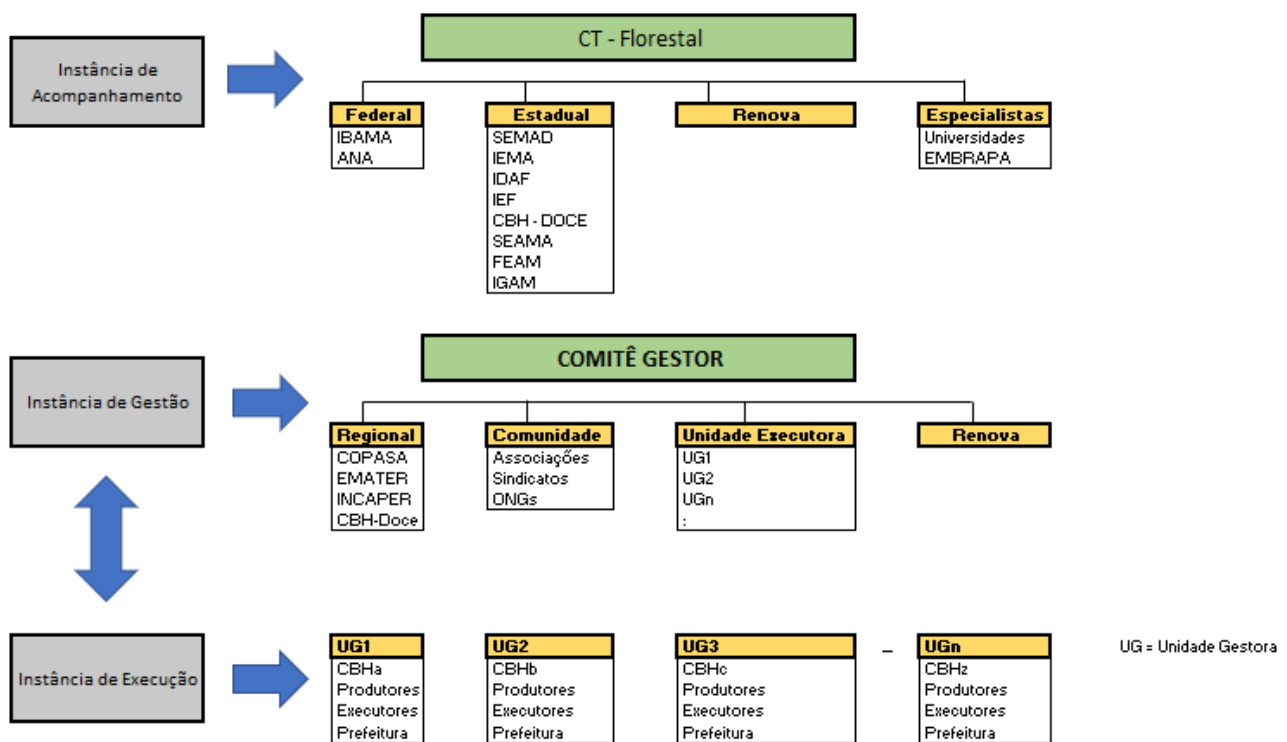 CT - Florestal
Instância de
Acompanhamento
Federal
IBAMA
ANA
Estadual
SEMAD
IEMA
IDAF
IEF
CBH - DOCE
SEAMA
FEAM
IGAM
Renova
Especialistas
Universidades
EMBRAPA
COMITÊ GESTOR
Instância de Gestão
Regional
COPASA
EMATER
INCAPER
CBH-Doce
Comunidade
Associações
Sindicatos
ONGs
Unidade Executora
UG1
UG2
UGn
:
Renova
Instância de Execução
UG1
CBHa
Produtores
Executores
Prefeitura
UG2
CBHb
Produtores
Executores
Prefeitura
UG3
CBHc
Produtores
Executores
Prefeitura
–
UGn
CBHz
Produtores
Executores
Prefeitura
UG = Unidade Gestora